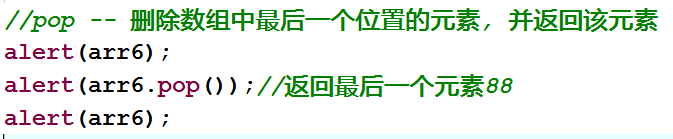 //pop -- 删除数组中最后一个位置的元素, 并返回该元素
alert(arr6);
alert(arr6.pop());//返回最后一个元素88
alert(arr6);